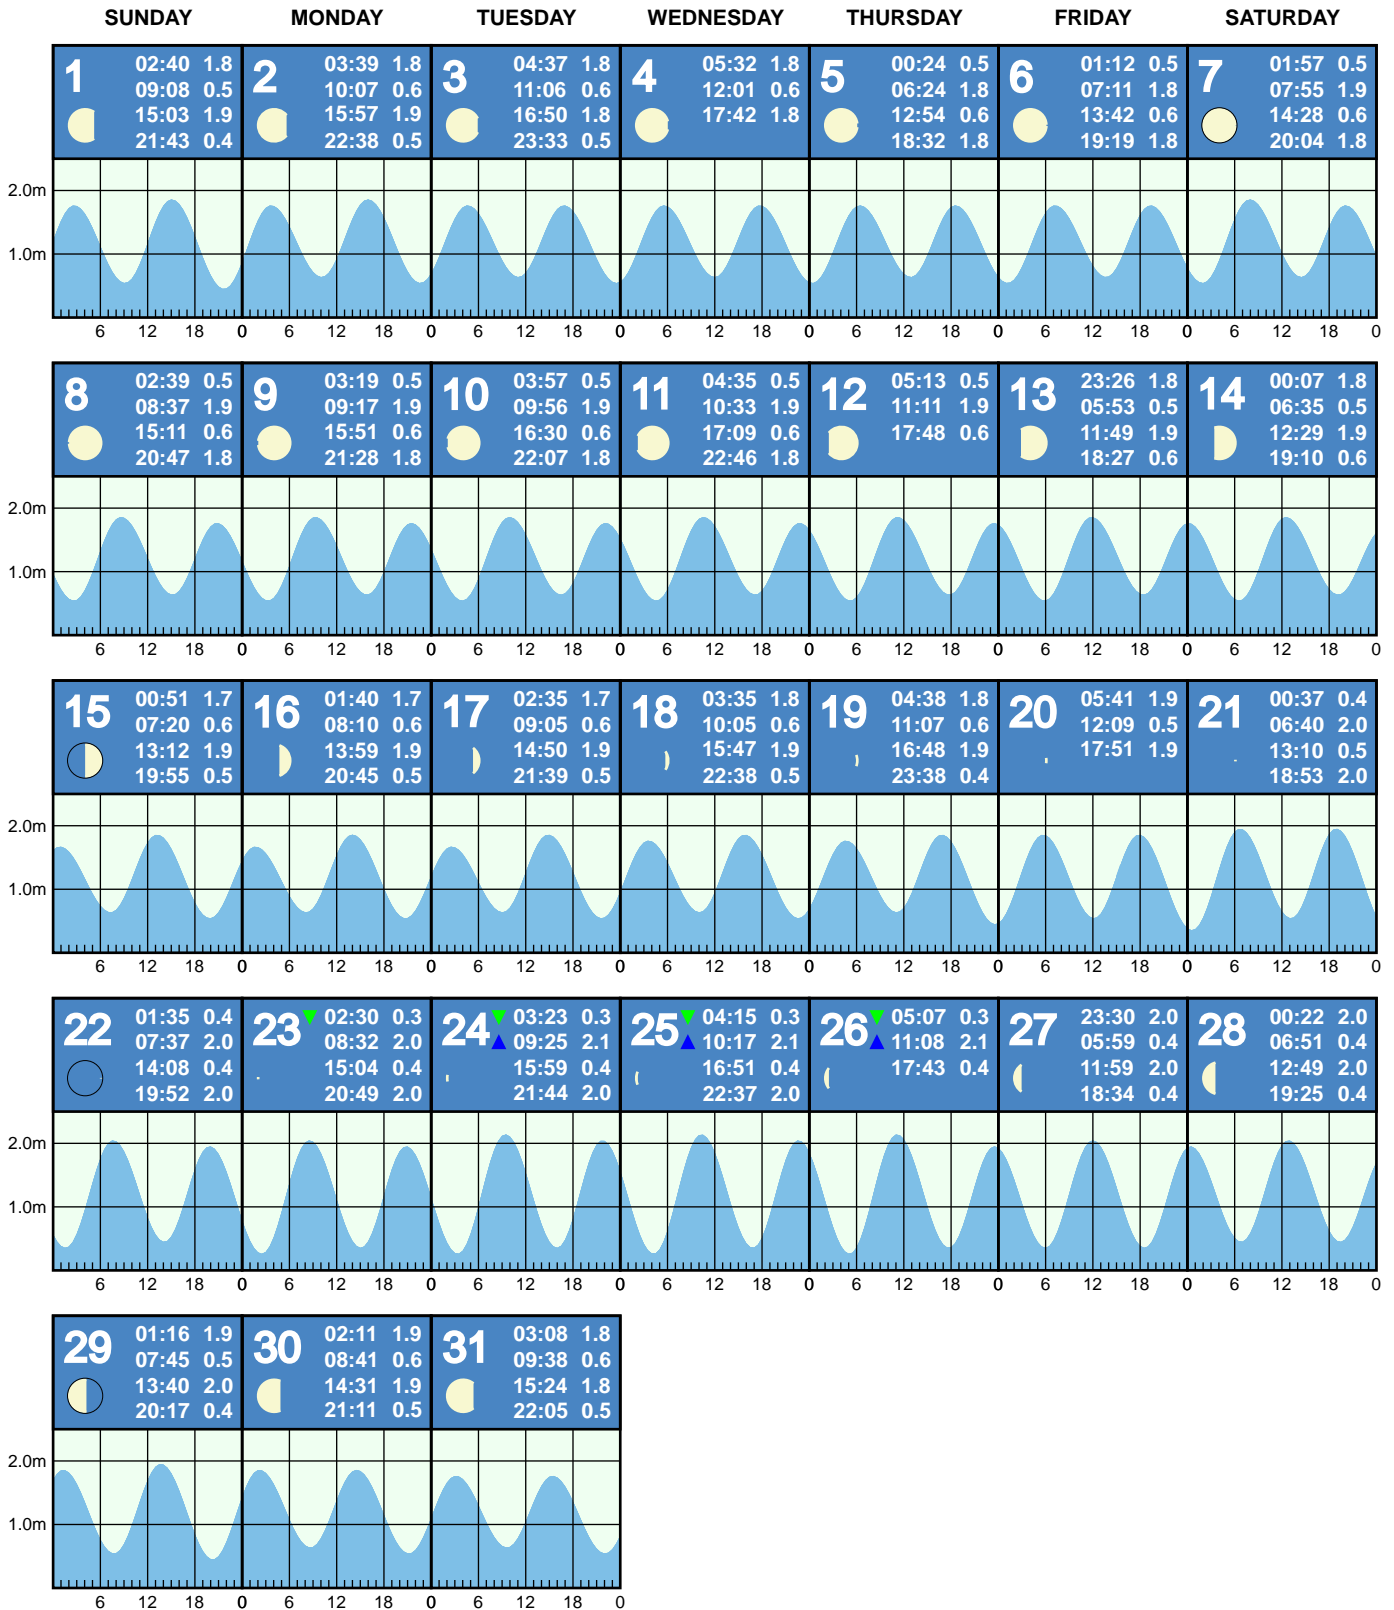 SUNDAY MONDAY TUESDAY WEDNESDAY THURSDAY FRIDAY SATURDAY
1 02:40 1.8
09:08 0.5
15:03 1.9
21:43 0.4
2 03:39 1.8
10:07 0.6
15:57 1.9
22:38 0.5
3 04:37 1.8
11:06 0.6
16:50 1.8
23:33 0.5
4 05:32 1.8
12:01 0.6
17:42 1.8
5 00:24 0.5
06:24 1.8
12:54 0.6
18:32 1.8
6 01:12 0.5
07:11 1.8
13:42 0.6
19:19 1.8
7 01:57 0.5
07:55 1.9
14:28 0.6
20:04 1.8
2.0m
1.0m
6 12 18 0 6 12 18 0 6 12 18 0 6 12 18 0 6 12 18 0 6 12 18 0 6 12 18 0
8 02:39 0.5
08:37 1.9
15:11 0.6
20:47 1.8
9 03:19 0.5
09:17 1.9
15:51 0.6
21:28 1.8
10 03:57 0.5
09:56 1.9
16:30 0.6
22:07 1.8
11 04:35 0.5
10:33 1.9
17:09 0.6
22:46 1.8
12 05:13 0.5
11:11 1.9
17:48 0.6
13 23:26 1.8
05:53 0.5
11:49 1.9
18:27 0.6
14 00:07 1.8
06:35 0.5
12:29 1.9
19:10 0.6
2.0m
1.0m
6 12 18 0 6 12 18 0 6 12 18 0 6 12 18 0 6 12 18 0 6 12 18 0 6 12 18 0
15 00:51 1.7
07:20 0.6
13:12 1.9
19:55 0.5
16 01:40 1.7
08:10 0.6
13:59 1.9
20:45 0.5
17 02:35 1.7
09:05 0.6
14:50 1.9
21:39 0.5
18 03:35 1.8
10:05 0.6
15:47 1.9
22:38 0.5
19 04:38 1.8
11:07 0.6
16:48 1.9
23:38 0.4
20 05:41 1.9
12:09 0.5
17:51 1.9
21 00:37 0.4
06:40 2.0
13:10 0.5
18:53 2.0
2.0m
1.0m
6 12 18 0 6 12 18 0 6 12 18 0 6 12 18 0 6 12 18 0 6 12 18 0 6 12 18 0
22 01:35 0.4
07:37 2.0
14:08 0.4
19:52 2.0
23 02:30 0.3
08:32 2.0
15:04 0.4
20:49 2.0
24 03:23 0.3
09:25 2.1
15:59 0.4
21:44 2.0
25 04:15 0.3
10:17 2.1
16:51 0.4
22:37 2.0
26 05:07 0.3
11:08 2.1
17:43 0.4
27 23:30 2.0
05:59 0.4
11:59 2.0
18:34 0.4
28 00:22 2.0
06:51 0.4
12:49 2.0
19:25 0.4
2.0m
1.0m
6 12 18 0 6 12 18 0 6 12 18 0 6 12 18 0 6 12 18 0 6 12 18 0 6 12 18 0
29 01:16 1.9
07:45 0.5
13:40 2.0
20:17 0.4
30 02:11 1.9
08:41 0.6
14:31 1.9
21:11 0.5
31 03:08 1.8
09:38 0.6
15:24 1.8
22:05 0.5
2.0m
1.0m
6 12 18 0 6 12 18 0 6 12 18 0